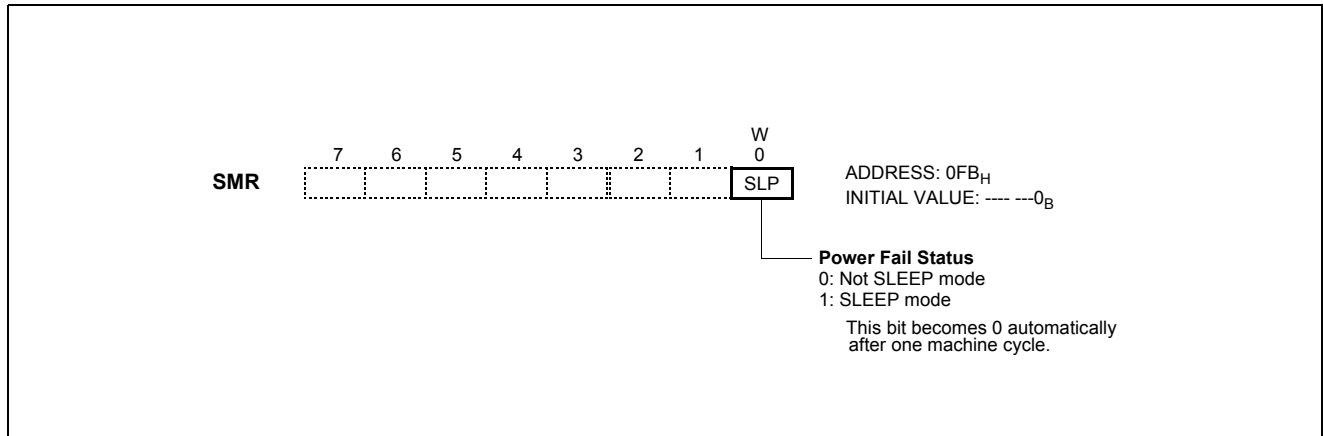 W
7 6 5 4 3 2 1 0
SMR SLP ADDRESS: 0FBH
INITIAL VALUE: ---- ---0B
Power Fail Status
0: Not SLEEP mode
1: SLEEP mode
This bit becomes 0 automatically
after one machine cycle.